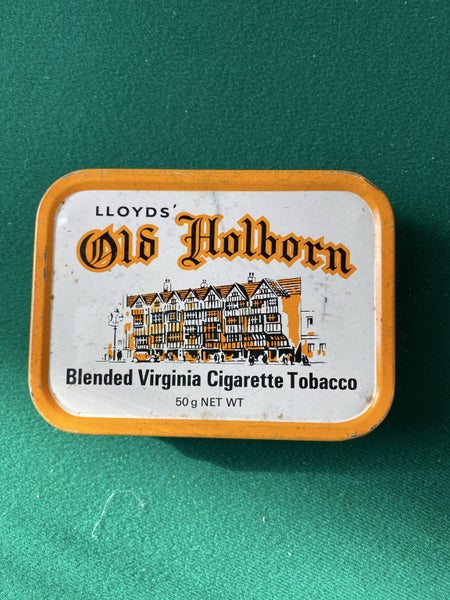 LLOYDS'
Old Holborn
Blended Virginia Cigarette Tobacco
50g NET WT